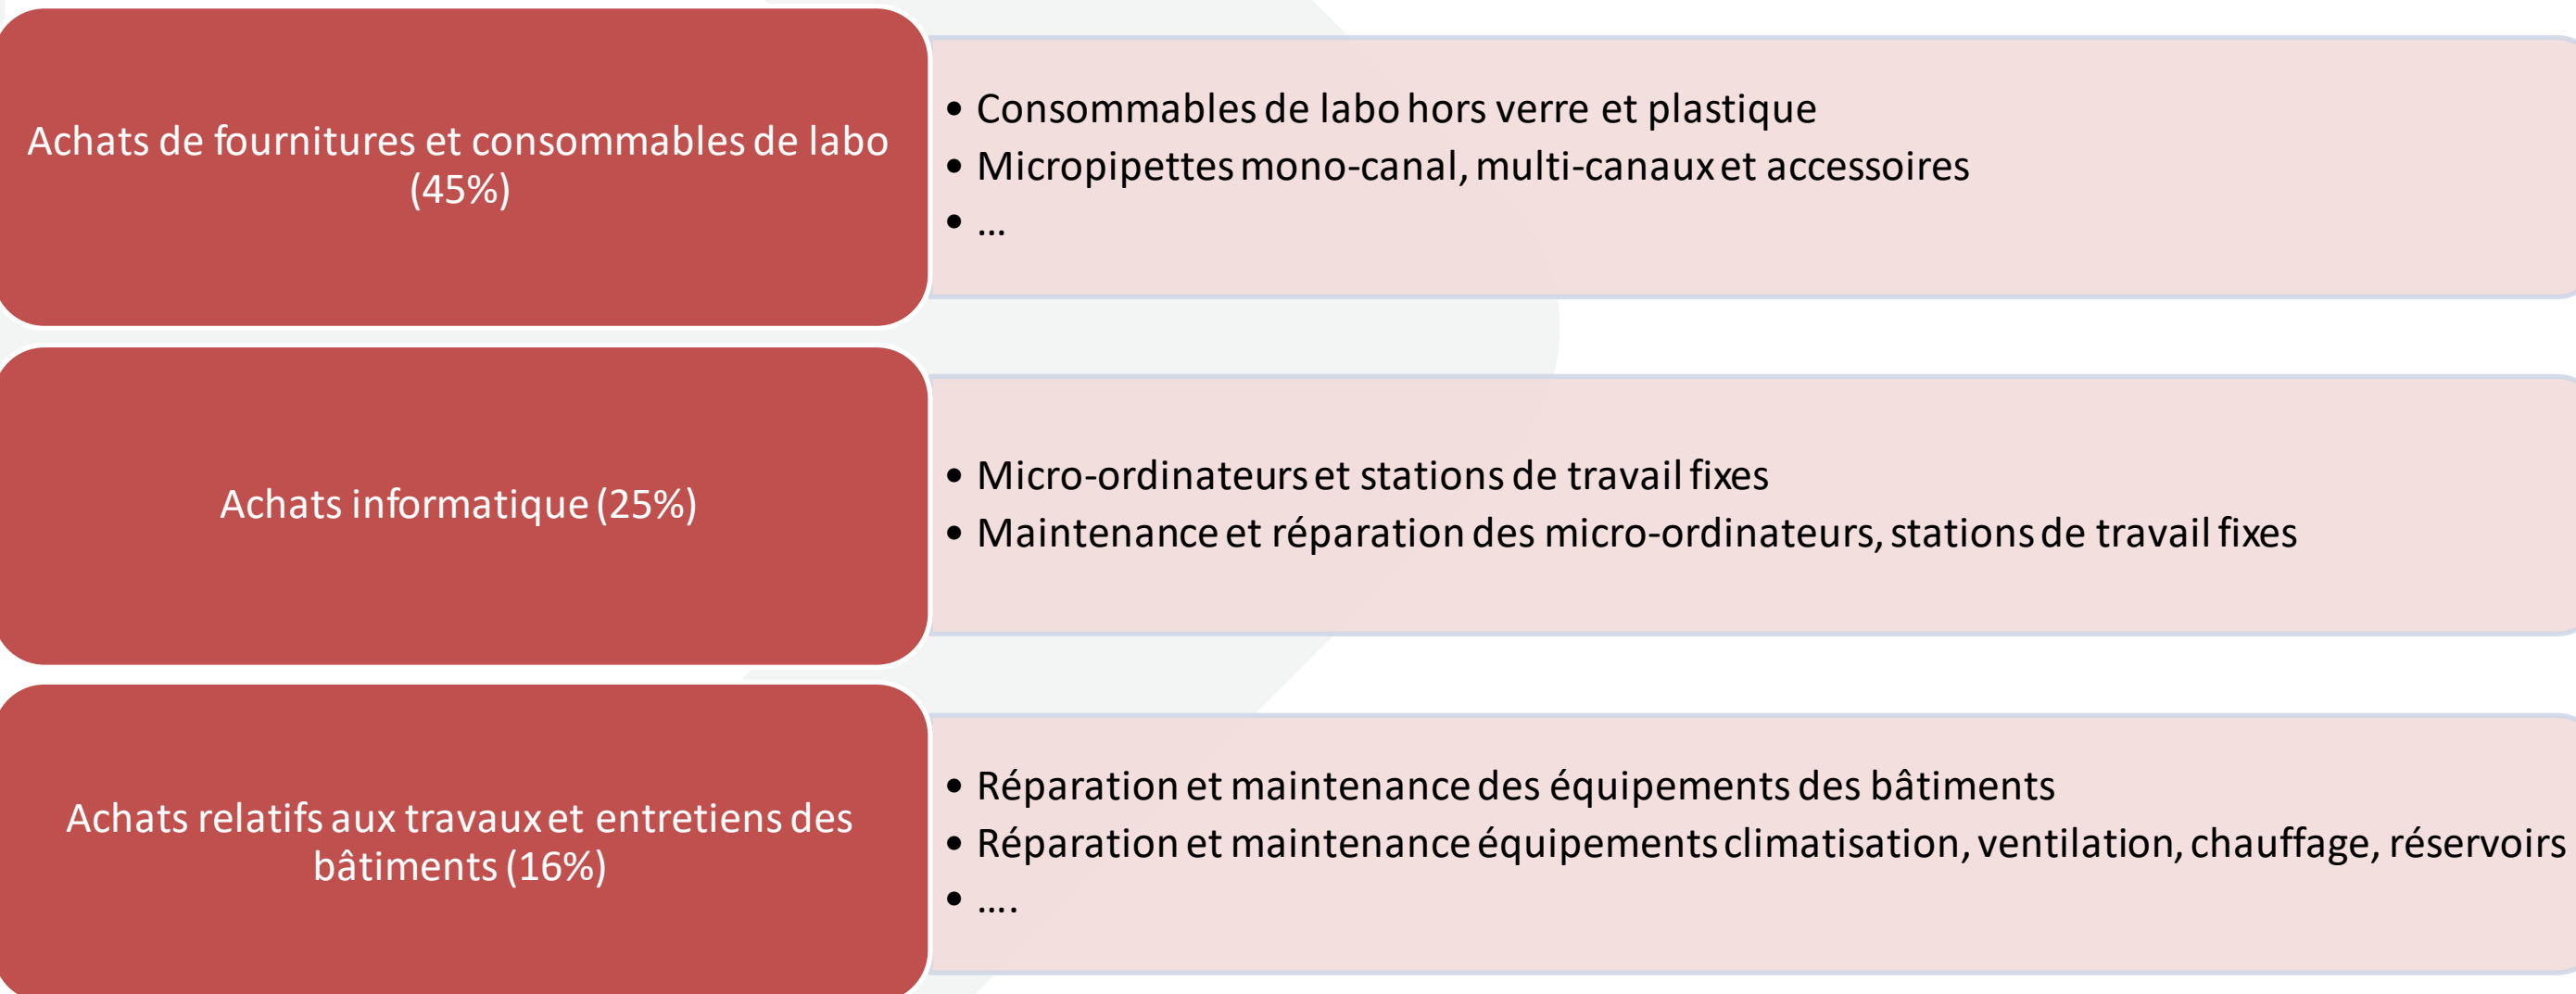 Achats de fournitures et consommables de labo
(45%)
• Consommables de labo hors verre et plastique
• Micropipettes mono-canal, multi-canaux et accessoires
• …
Achats informatique (25%)
• Micro-ordinateurs et stations de travail fixes
• Maintenance et réparation des micro-ordinateurs, stations de travail fixes
Achats relatifs aux travaux et entretiens des
bâtiments (16%)
• Réparation et maintenance des équipements des bâtiments
• Réparation et maintenance équipements climatisation, ventilation, chauffage, réservoirs
• ….